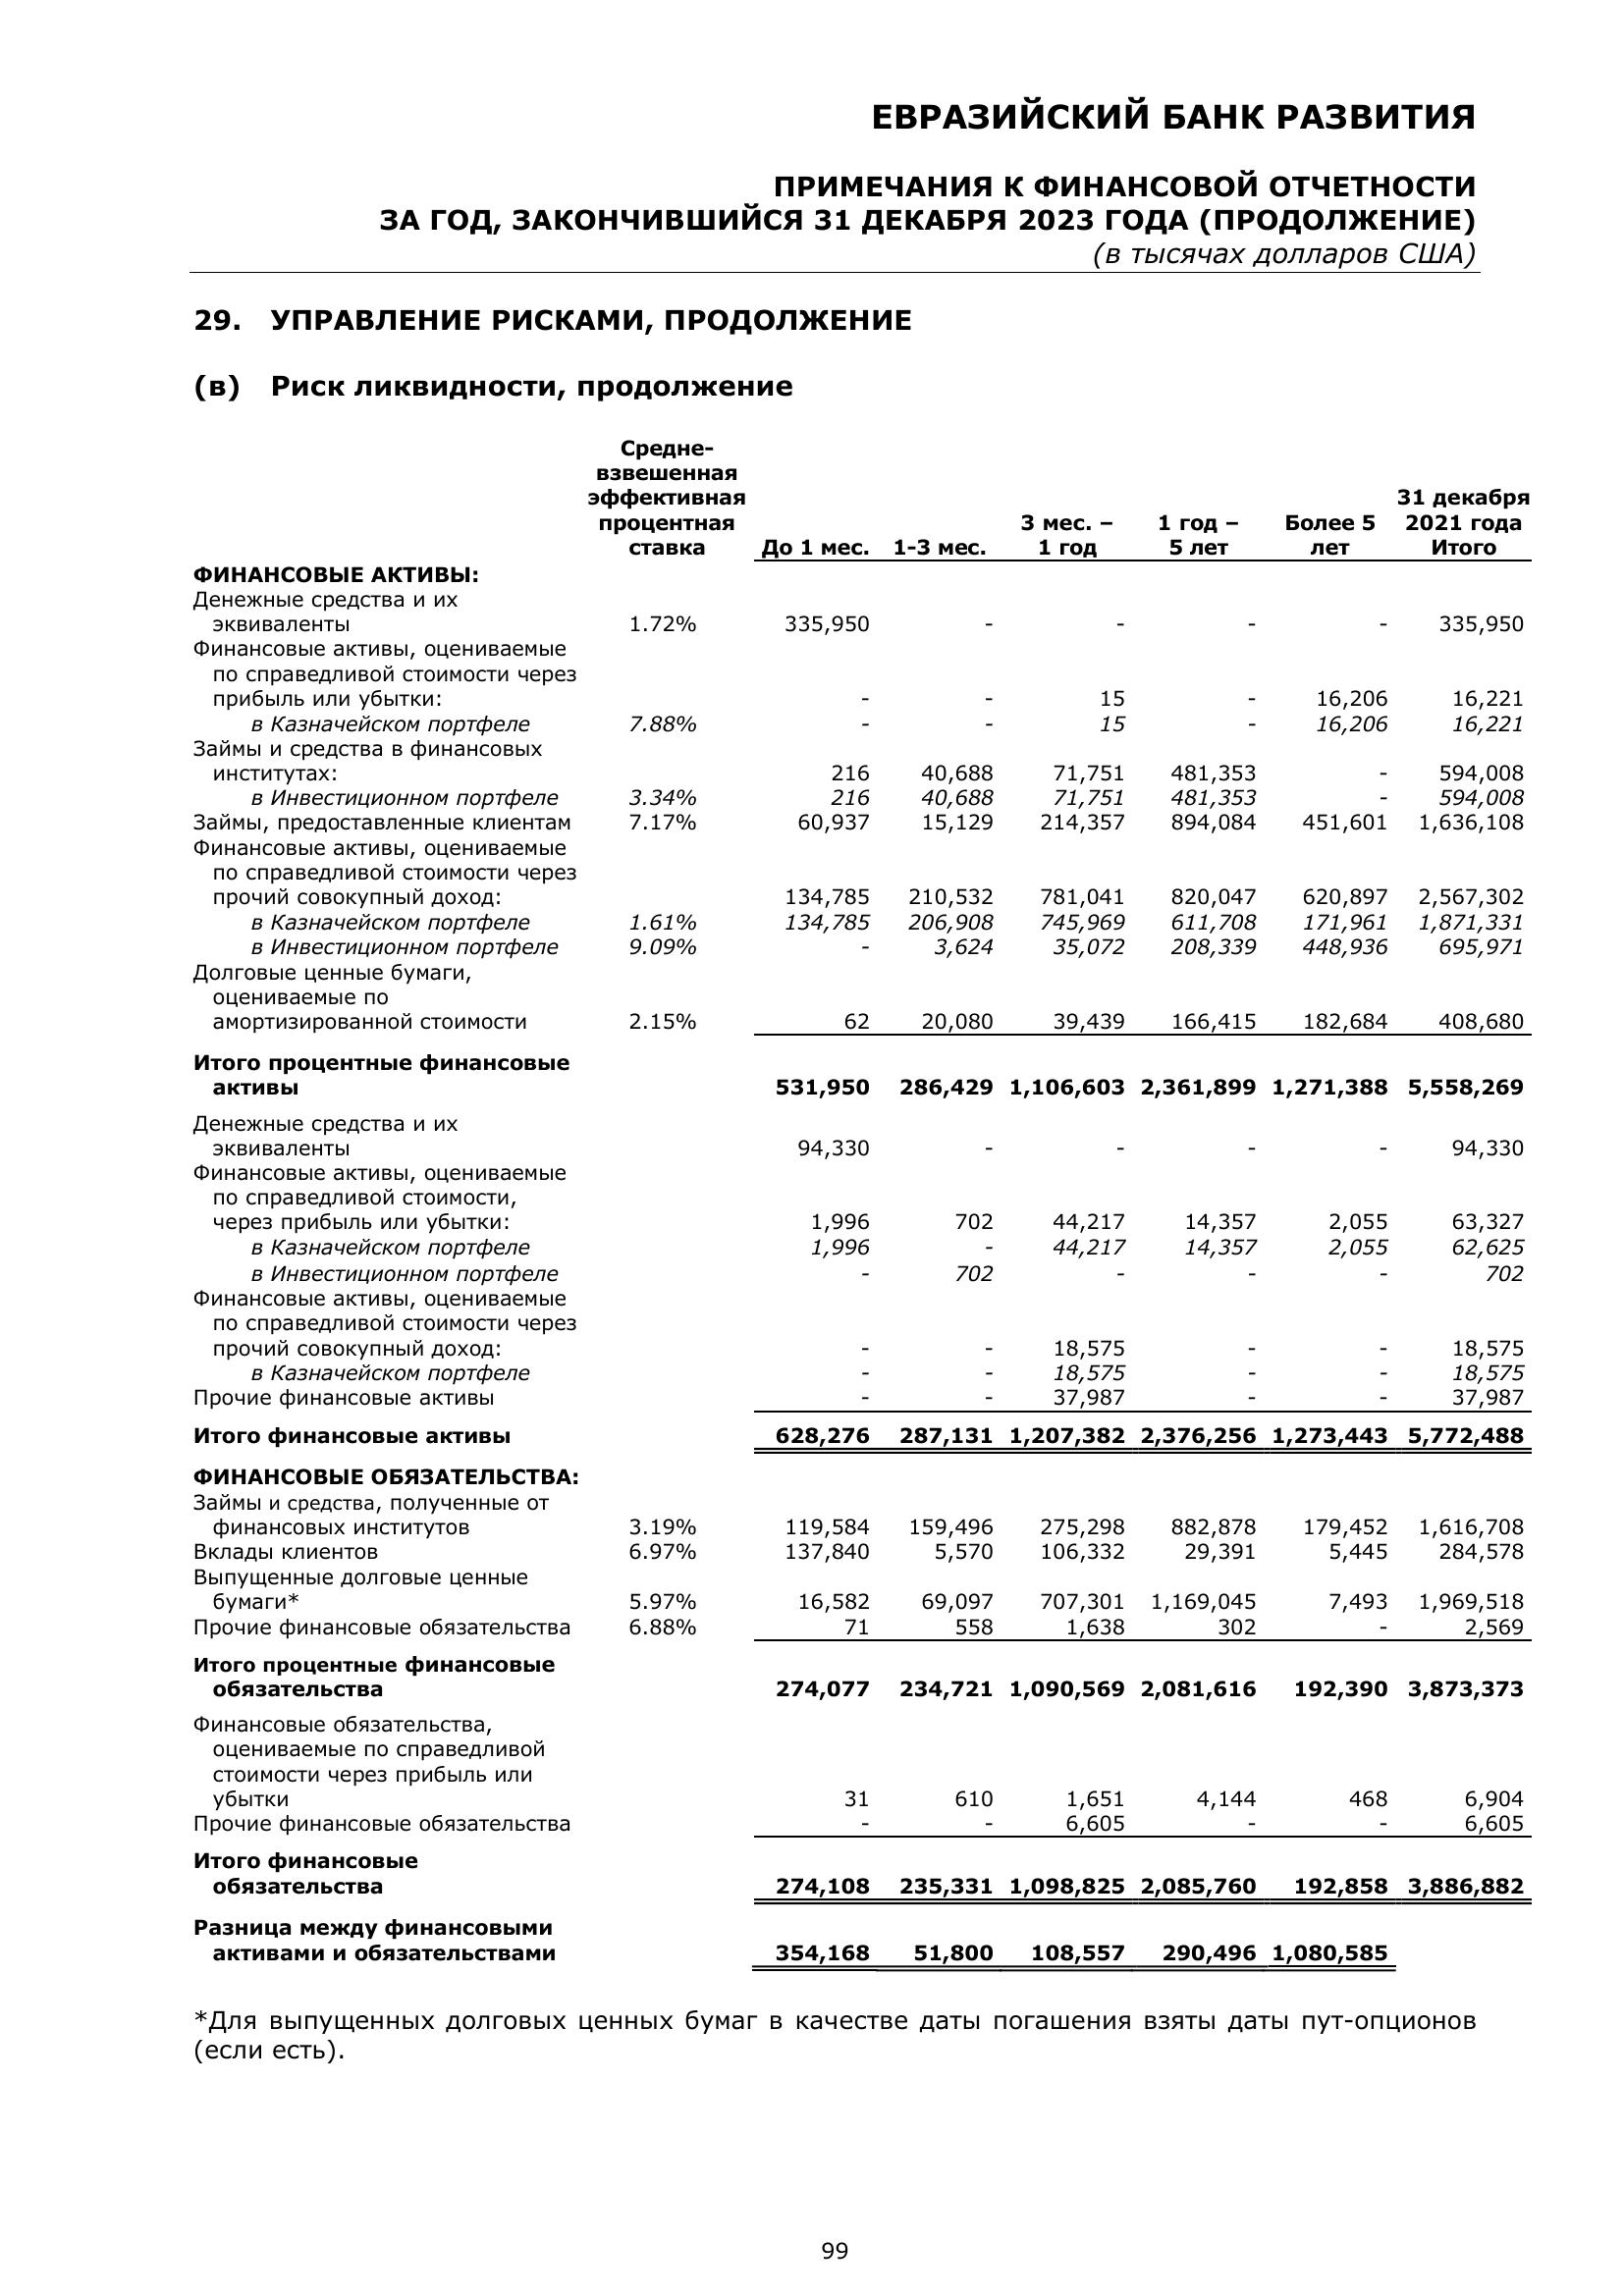 ЕВРАЗИЙСКИЙ БАНК РАЗВИТИЯ
ПРИМЕЧАНИЯ К ФИНАНСОВОЙ ОТЧЕТНОСТИ
ЗА ГОД, ЗАКОНЧИВШИЙСЯ 31 ДЕКАБРЯ 2023 ГОДА (ПРОДОЛЖЕНИЕ)
(в тысячах долларов США)
29. УПРАВЛЕНИЕ РИСКАМИ, ПРОДОЛЖЕНИЕ
(в) Риск ликвидности, продолжение
Средне-
взвешенная
эффективная 31 декабря
процентная 3 мес. – 1 год – Более 5 2021 года
ставка До 1 мес. 1-3 мес. 1 год 5 лет лет Итого
ФИНАНСОВЫЕ АКТИВЫ:
Денежные средства и их
эквиваленты 1.72% 335,950 - - - - 335,950
Финансовые активы, оцениваемые
по справедливой стоимости через
прибыль или убытки: - - 15 - 16,206 16,221
в Казначейском портфеле 7.88% - - 15 - 16,206 16,221
Займы и средства в финансовых
институтах: 216 40,688 71,751 481,353 - 594,008
в Инвестиционном портфеле 3.34% 216 40,688 71,751 481,353 - 594,008
Займы, предоставленные клиентам 7.17% 60,937 15,129 214,357 894,084 451,601 1,636,108
Финансовые активы, оцениваемые
по справедливой стоимости через
прочий совокупный доход: 134,785 210,532 781,041 820,047 620,897 2,567,302
в Казначейском портфеле 1.61% 134,785 206,908 745,969 611,708 171,961 1,871,331
в Инвестиционном портфеле 9.09% - 3,624 35,072 208,339 448,936 695,971
Долговые ценные бумаги,
оцениваемые по
амортизированной стоимости 2.15% 62 20,080 39,439 166,415 182,684 408,680
Итого процентные финансовые
активы 531,950 286,429 1,106,603 2,361,899 1,271,388 5,558,269
Денежные средства и их
эквиваленты 94,330 - - - - 94,330
Финансовые активы, оцениваемые
по справедливой стоимости,
через прибыль или убытки: 1,996 702 44,217 14,357 2,055 63,327
в Казначейском портфеле 1,996 - 44,217 14,357 2,055 62,625
в Инвестиционном портфеле - 702 - - - 702
Финансовые активы, оцениваемые
по справедливой стоимости через
прочий совокупный доход: - - 18,575 - - 18,575
в Казначейском портфеле - - 18,575 - - 18,575
Прочие финансовые активы - - 37,987 - - 37,987
Итого финансовые активы 628,276 287,131 1,207,382 2,376,256 1,273,443 5,772,488
ФИНАНСОВЫЕ ОБЯЗАТЕЛЬСТВА:
Займы и средства, полученные от
финансовых институтов 3.19% 119,584 159,496 275,298 882,878 179,452 1,616,708
Вклады клиентов 6.97% 137,840 5,570 106,332 29,391 5,445 284,578
Выпущенные долговые ценные
бумаги* 5.97% 16,582 69,097 707,301 1,169,045 7,493 1,969,518
Прочие финансовые обязательства 6.88% 71 558 1,638 302 - 2,569
Итого процентные финансовые
обязательства 274,077 234,721 1,090,569 2,081,616 192,390 3,873,373
Финансовые обязательства,
оцениваемые по справедливой
стоимости через прибыль или
убытки 31 610 1,651 4,144 468 6,904
Прочие финансовые обязательства - - 6,605 - - 6,605
Итого финансовые
обязательства 274,108 235,331 1,098,825 2,085,760 192,858 3,886,882
Разница между финансовыми
активами и обязательствами 354,168 51,800 108,557 290,496 1,080,585
*Для выпущенных долговых ценных бумаг в качестве даты погашения взяты даты пут-опционов
(если есть).
99